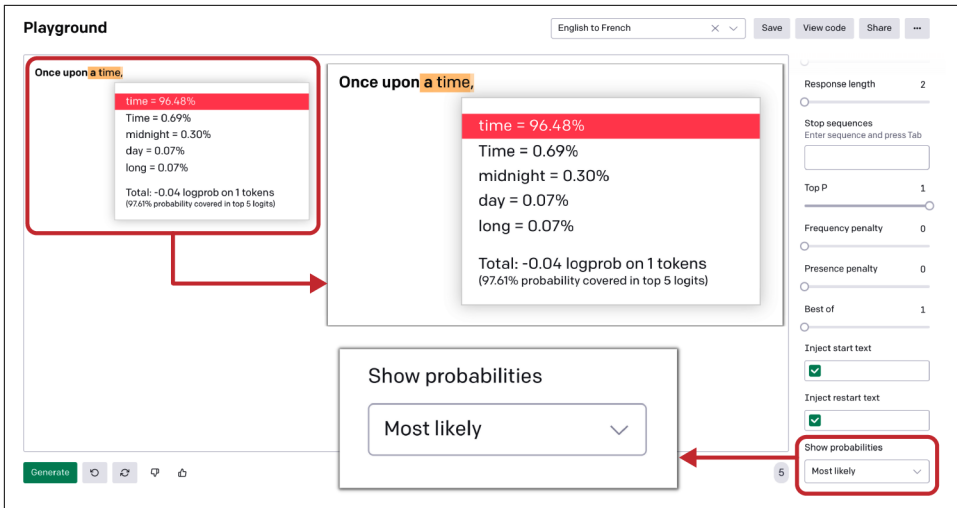 Playground
English to French
Save
View code
Share
Once upon a time,
time = 96.48%
Time = 0.69%
midnight = 0.30%
day = 0.07%
long = 0.07%
Total: -0.04 logprob on 1 tokens
(97.61% probability covered in top 5 logits)
Once upon a time,
time = 96.48%
Time = 0.69%
midnight = 0.30%
day = 0.07%
long = 0.07%
Total: -0.04 logprob on 1 tokens
(97.61% probability covered in top 5 logits)
Show probabilities
Most likely
Response length 2
Stop sequences
Enter sequence and press Tab
Top P 1
Frequency penalty 0
Presence penalty 0
Best of 1
Inject start text
Inject restart text
Show probabilities
Most likely
Generate
5